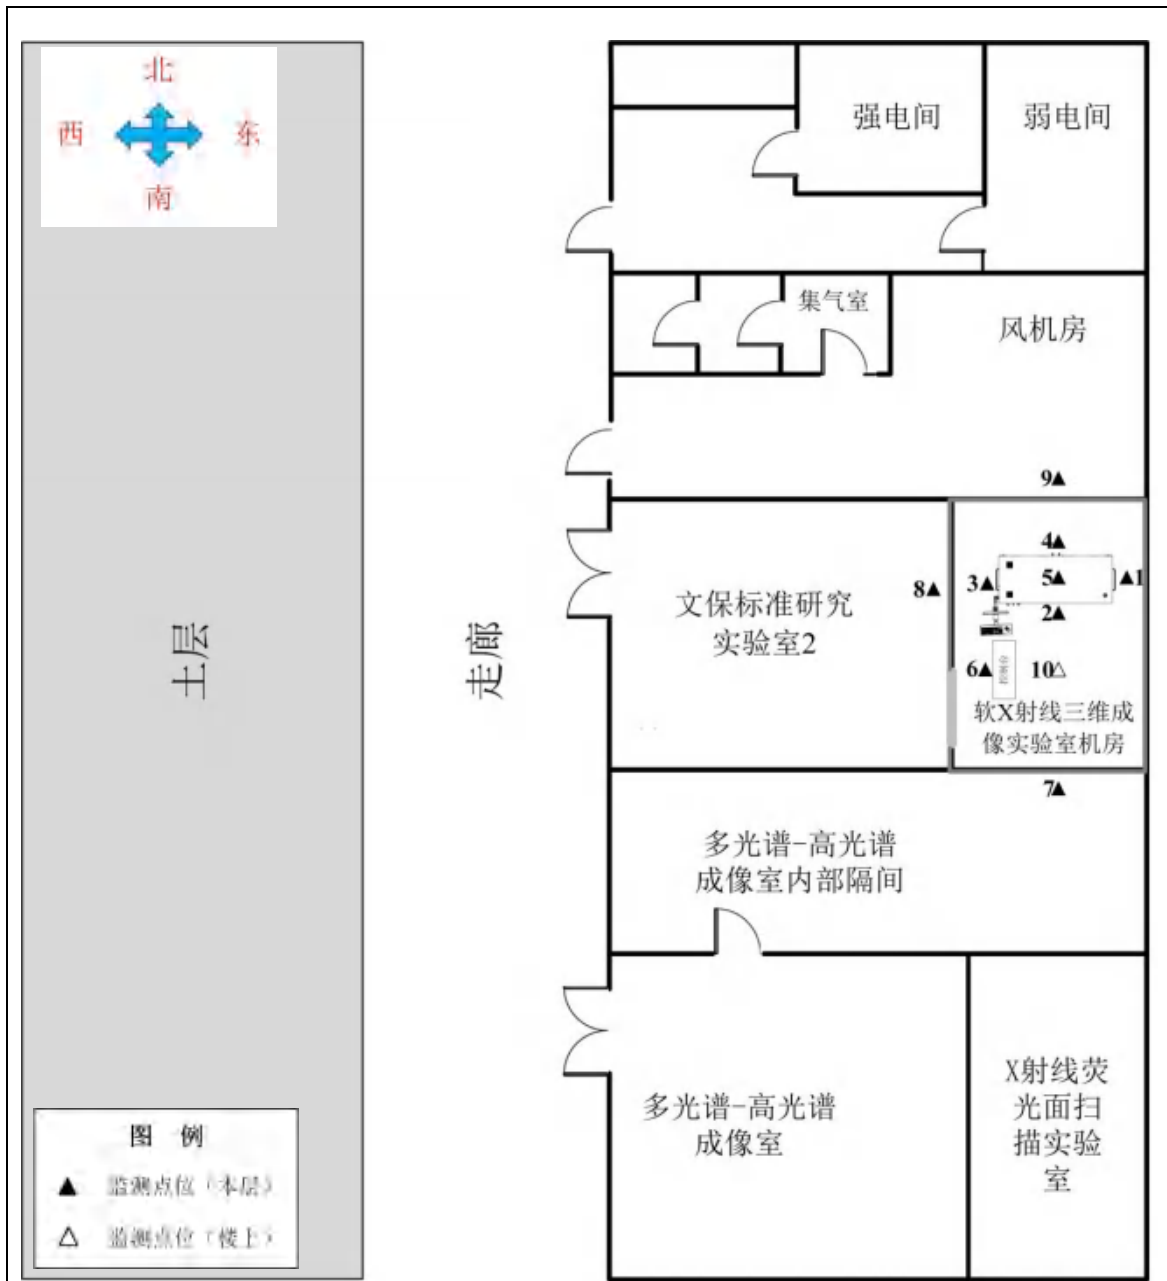 北
西 东
南
强电间
弱电间
集气室
风机房
9▲
4▲
3▲ 5▲ ▲1
8▲
2▲
文保标准研究
实验室2
土层
走廊
6▲ 10△
控制台
软X射线三维成
像实验室机房
7▲
多光谱-高光谱
成像室内部隔间
多光谱-高光谱
成像室
X射线荧
光面扫
描实验
室
图 例
▲ 监测点位(本层)
△ 监测点位(楼上)